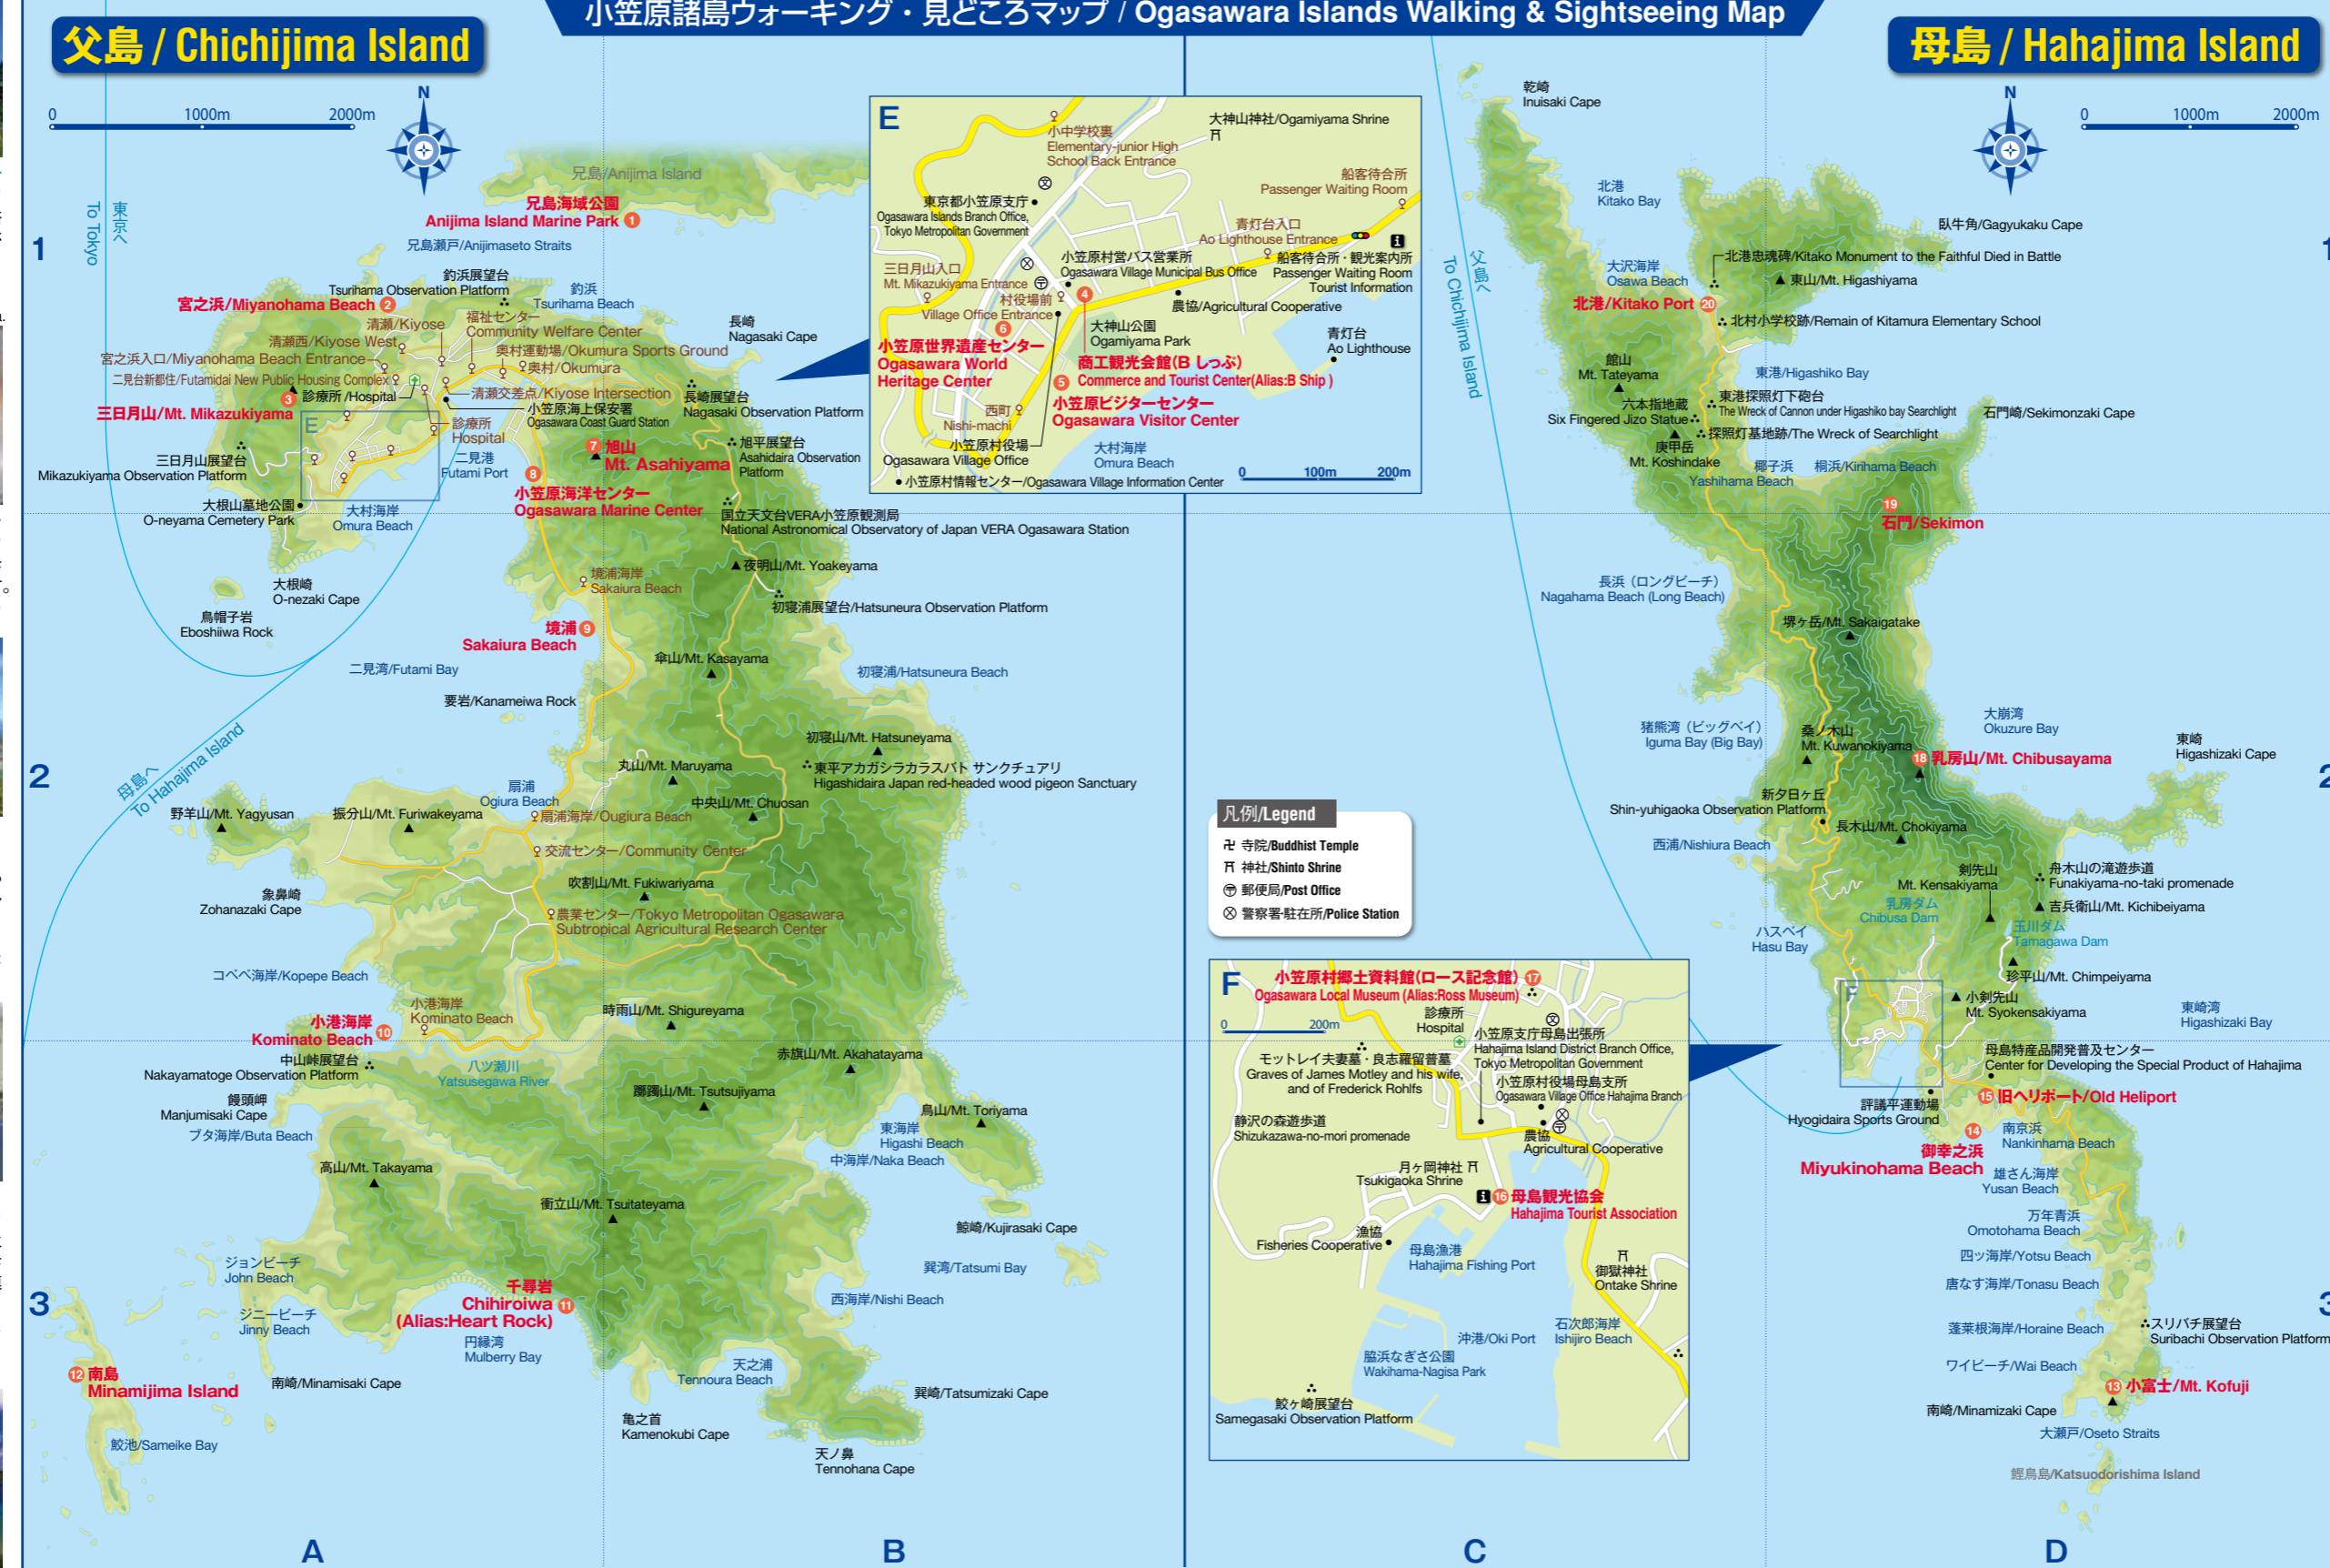 小笠原諸島ウォーキング・見どころマップ / Ogasawara Islands Walking & Sightseeing Map
父島 / Chichijima Island
母島 / Hahajima Island
0 1000m 2000m
N
兄島/Anijima Island
兄島海域公園
Anijima Island Marine Park 1
兄島瀬戸/Anijimaseto Straits
東京へ
To Tokyo
1
釣浜展望台
Tsurihama Observation Platform
釣浜
Tsurihama Beach
宮之浜/Miyanohama Beach 2
清瀬/Kiyose
福祉センター
Community Welfare Center
長崎
Nagasaki Cape
清瀬西/Kiyose West
奥村運動場/Okumura Sports Ground
宮之浜入口/Miyanohama Beach Entrance
奥村/Okumura
二見台新都住/Futamidai New Public Housing Complex
診療所/Hospital
清瀬交差点/Kiyose Intersection
3
三日月山/Mt. Mikazukiyama
小笠原海上保安署
Ogasawara Coast Guard Station
長崎展望台
Nagasaki Observation Platform
E
診療所
Hospital
7 旭山
Mt. Asahiyama
旭平展望台
Asahidaira Observation
Platform
三日月山展望台
Mikazukiyama Observation Platform
二見港
Futami Port
8
小笠原海洋センター
Ogasawara Marine Center
大根山墓地公園
O-neyama Cemetery Park
大村海岸
Omura Beach
国立天文台VERA小笠原観測局
National Astronomical Observatory of Japan VERA Ogasawara Station
夜明山/Mt. Yoakeyama
大根崎
O-nezaki Cape
境浦海岸
Sakaiura Beach
初寝浦展望台/Hatsuneura Observation Platform
烏帽子岩
Eboshiiwa Rock
境浦 9
Sakaiura Beach
二見湾/Futami Bay
傘山/Mt. Kasayama
初寝浦/Hatsuneura Beach
要岩/Kanameiwa Rock
母島へ
To Hahajima Island
2
初寝山/Mt. Hatsuneyama
丸山/Mt. Maruyama
東平アカガシラカラスバト サンクチュアリ
Higashidaira Japan red-headed wood pigeon Sanctuary
扇浦
Ogiura Beach
中央山/Mt. Chuosan
野羊山/Mt. Yagyusan
振分山/Mt. Furiwakeyama
扇浦海岸/Ougiura Beach
交流センター/Community Center
吹割山/Mt. Fukiwariyama
象鼻崎
Zohanazaki Cape
農業センター/Tokyo Metropolitan Ogasawara
Subtropical Agricultural Research Center
コペペ海岸/Kopepe Beach
小港海岸
Kominato Beach
小港海岸
Kominato Beach 10
時雨山/Mt. Shigureyama
中山峠展望台
Nakayamatoge Observation Platform
八ツ瀬川
Yatsusegawa River
赤旗山/Mt. Akahatayama
躑躅山/Mt. Tsutsujiyama
饅頭岬
Manjumisaki Cape
ブタ海岸/Buta Beach
鳥山/Mt. Toriyama
東海岸
Higashi Beach
中海岸/Naka Beach
高山/Mt. Takayama
衝立山/Mt. Tsuitateyama
鯨崎/Kujirasaki Cape
ジョンビーチ
John Beach
巽湾/Tatsumi Bay
3
千尋岩
Chihiroiwa
(Alias:Heart Rock) 11
西海岸/Nishi Beach
ジニービーチ
Jinny Beach
円縁湾
Mulberry Bay
12 南島
Minamijima Island
南崎/Minamisaki Cape
天之浦
Tennoura Beach
巽崎/Tatsumizaki Cape
亀之首
Kamenokubi Cape
鮫池/Sameike Bay
天ノ鼻
Tennohana Cape
A
B
E
小中学校裏
Elementary-junior High
School Back Entrance
大神山神社/Ogamiyama Shrine
船客待合所
Passenger Waiting Room
東京都小笠原支庁
Ogasawara Islands Branch Office,
Tokyo Metropolitan Government
青灯台入口
Ao Lighthouse Entrance
三日月山入口
Mt. Mikazukiyama Entrance
小笠原村営バス営業所
Ogasawara Village Municipal Bus Office
船客待合所・観光案内所
Passenger Waiting Room
Tourist Information
村役場前
Village Office Entrance
4
農協/Agricultural Cooperative
6
小笠原世界遺産センター
Ogasawara World
Heritage Center
大神山公園
Ogamiyama Park
青灯台
Ao Lighthouse
商工観光会館(B しっぷ)
5 Commerce and Tourist Center(Alias:B Ship )
小笠原ビジターセンター
Ogasawara Visitor Center
西町
Nishi-machi
小笠原村役場
Ogasawara Village Office
大村海岸
Omura Beach
小笠原村情報センター/Ogasawara Village Information Center
0 100m 200m
凡例/Legend
卍 寺院/Buddhist Temple
神社/Shinto Shrine
〒 郵便局/Post Office
警察署・駐在所/Police Station
F
小笠原村郷土資料館(ロース記念館) 17
Ogasawara Local Museum (Alias:Ross Museum)
0 200m
診療所
Hospital
小笠原支庁母島出張所
Hahajima Island District Branch Office,
Tokyo Metropolitan Government
モットレイ夫妻墓・良志羅留普墓
Graves of James Motley and his wife,
and of Frederick Rohlfs
小笠原村役場母島支所
Ogasawara Village Office Hahajima Branch
静沢の森遊歩道
Shizukazawa-no-mori promenade
農協
Agricultural Cooperative
月ヶ岡神社
Tsukigaoka Shrine
16 母島観光協会
Hahajima Tourist Association
漁協
Fisheries Cooperative
母島漁港
Hahajima Fishing Port
御嶽神社
Ontake Shrine
沖港/Oki Port
石次郎海岸
Ishijiro Beach
脇浜なぎさ公園
Wakihama-Nagisa Park
鮫ヶ崎展望台
Samegasaki Observation Platform
C
0 1000m 2000m
N
乾崎
Inuisaki Cape
北港
Kitako Bay
臥牛角/Gagyukaku Cape
1
父島へ
To Chichijima Island
北港忠魂碑/Kitako Monument to the Faithful Died in Battle
大沢海岸
Osawa Beach
東山/Mt. Higashiyama
北港/Kitako Port 20
北村小学校跡/Remain of Kitamura Elementary School
館山
Mt. Tateyama
東港/Higashiko Bay
六本指地蔵
Six Fingered Jizo Statue
東港探照灯下砲台
The Wreck of Cannon under Higashiko bay Searchlight
石門崎/Sekimonzaki Cape
探照灯基地跡/The Wreck of Searchlight
庚甲岳
Mt. Koshindake
椰子浜
Yashihama Beach
桐浜/Kirihama Beach
19
石門/Sekimon
長浜（ロングビーチ）
Nagahama Beach (Long Beach)
堺ヶ岳/Mt. Sakaigatake
猪熊湾（ビッグベイ）
Iguma Bay (Big Bay)
桑ノ木山
Mt. Kuwanokiyama
大崩湾
Okuzure Bay
18 乳房山/Mt. Chibusayama
東崎
Higashizaki Cape
2
新夕日ヶ丘
Shin-yuhigaoka Observation Platform
長木山/Mt. Chokiyama
西浦/Nishiura Beach
剣先山
Mt. Kensakiyama
舟木山の滝遊歩道
Funakiyama-no-taki promenade
乳房ダム
Chibusa Dam
吉兵衛山/Mt. Kichibeiyama
ハスベイ
Hasu Bay
玉川ダム
Tamagawa Dam
珍平山/Mt. Chimpeiyama
F
小剣先山
Mt. Syokensakiyama
東崎湾
Higashizaki Bay
母島特産品開発普及センター
Center for Developing the Special Product of Hahajima
評議平運動場
Hyogidaira Sports Ground
15 旧ヘリポート/Old Heliport
14
御幸之浜
Miyukinohama Beach
南京浜
Nankinhama Beach
雄さん海岸
Yusan Beach
万年青浜
Omotohama Beach
四ッ海岸/Yotsu Beach
唐なす海岸/Tonasu Beach
3
蓬莱根海岸/Horaine Beach
スリバチ展望台
Suribachi Observation Platform
ワイビーチ/Wai Beach
13 小富士/Mt. Kofuji
南崎/Minamizaki Cape
大瀬戸/Oseto Straits
鰹鳥島/Katsuodorishima Island
D